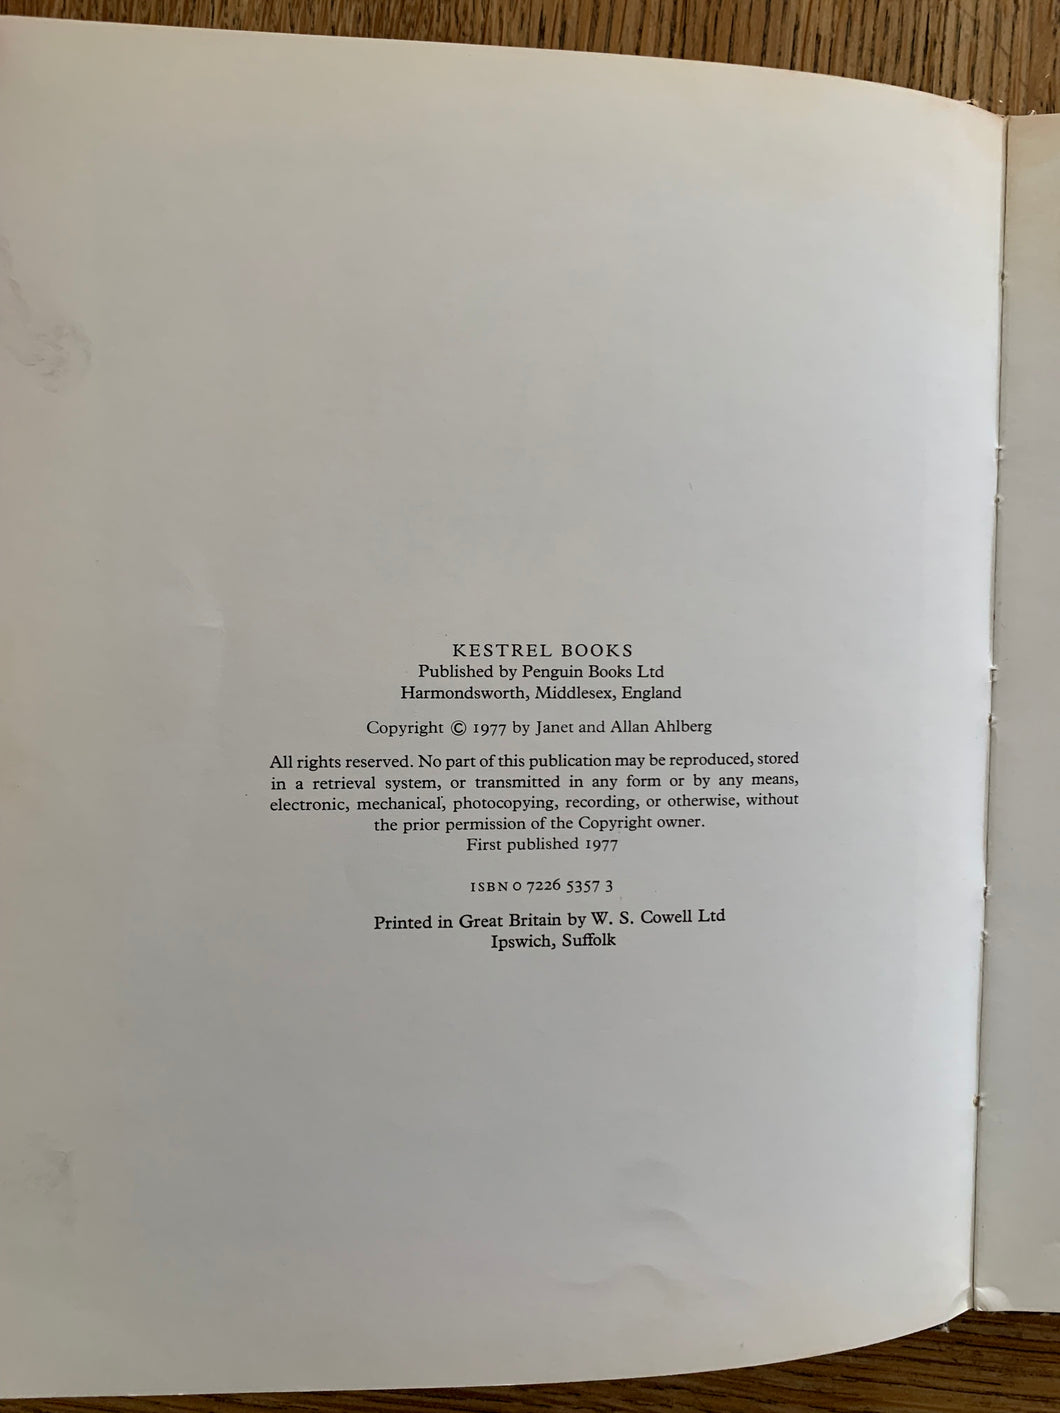 KESTREL BOOKS
Published by Penguin Books Ltd
Harmondsworth, Middlesex, England
Copyright © 1977 by Janet and Allan Ahlberg
All rights reserved. No part of this publication may be reproduced, stored
in a retrieval system, or transmitted in any form or by any means,
electronic, mechanical, photocopying, recording, or otherwise, without
the prior permission of the Copyright owner.
First published 1977
ISBN 0 7226 5357 3
Printed in Great Britain by W. S. Cowell Ltd
Ipswich, Suffolk